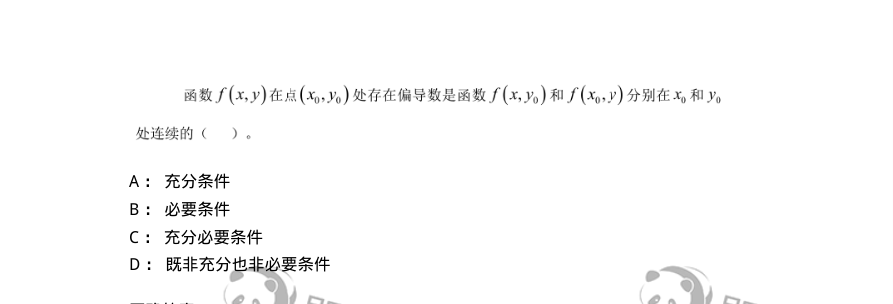 函数 f(x,y) 在点 (x₀,y₀) 处存在偏导数是函数 f(x,y₀) 和 f(x₀,y) 分别在 x₀ 和 y₀
处连续的（　　）。
A： 充分条件
B： 必要条件
C： 充分必要条件
D： 既非充分也非必要条件